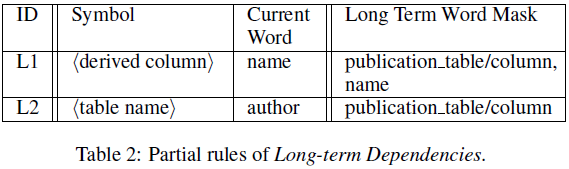 ID Symbol Current Word Long Term Word Mask
L1 ⟨derived column⟩ name publication_table/column, name
L2 ⟨table name⟩ author publication_table/column
Table 2: Partial rules of Long-term Dependencies.